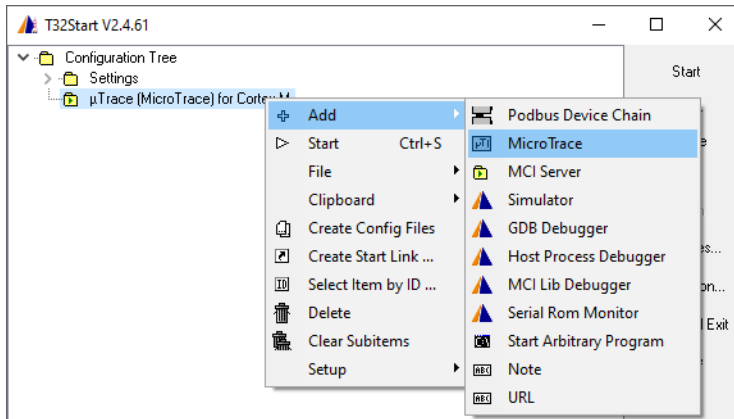 T32Start V2.4.61
Configuration Tree
Settings
µTrace (MicroTrace) for Cortex-M
Start
Add
Start Ctrl+S
File
Clipboard
Create Config Files
Create Start Link ...
Select Item by ID ...
Delete
Clear Subitems
Setup
Podbus Device Chain
MicroTrace
MCI Server
Simulator
GDB Debugger
Host Process Debugger
MCI Lib Debugger
Serial Rom Monitor
Start Arbitrary Program
Note
URL
Exit